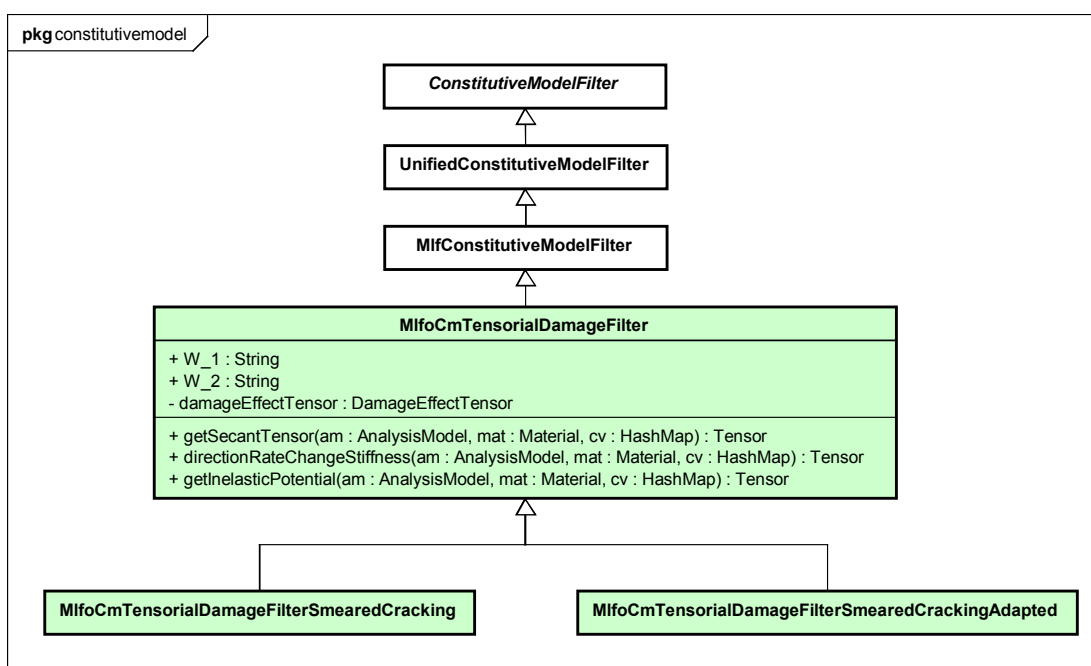 pkg constitutivemodel
ConstitutiveModelFilter
UnifiedConstitutiveModelFilter
MlfConstitutiveModelFilter
MlfoCmTensorialDamageFilter
+ W_1 : String
+ W_2 : String
- damageEffectTensor : DamageEffectTensor
+ getSecantTensor(am : AnalysisModel, mat : Material, cv : HashMap) : Tensor
+ directionRateChangeStiffness(am : AnalysisModel, mat : Material, cv : HashMap) : Tensor
+ getInelasticPotential(am : AnalysisModel, mat : Material, cv : HashMap) : Tensor
MlfoCmTensorialDamageFilterSmearedCracking
MlfoCmTensorialDamageFilterSmearedCrackingAdapted